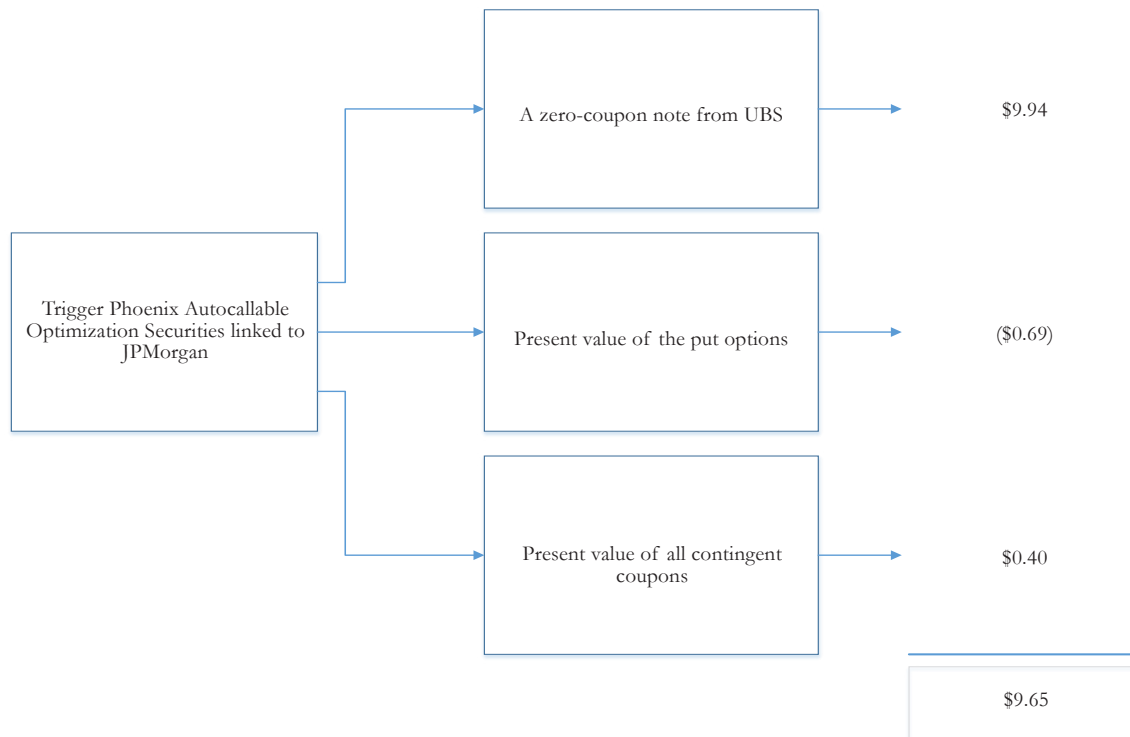 A zero-coupon note from UBS
$9.94
Trigger Phoenix Autocallable
Optimization Securities linked to
JPMorgan
Present value of the put options
($0.69)
Present value of all contingent
coupons
$0.40
$9.65